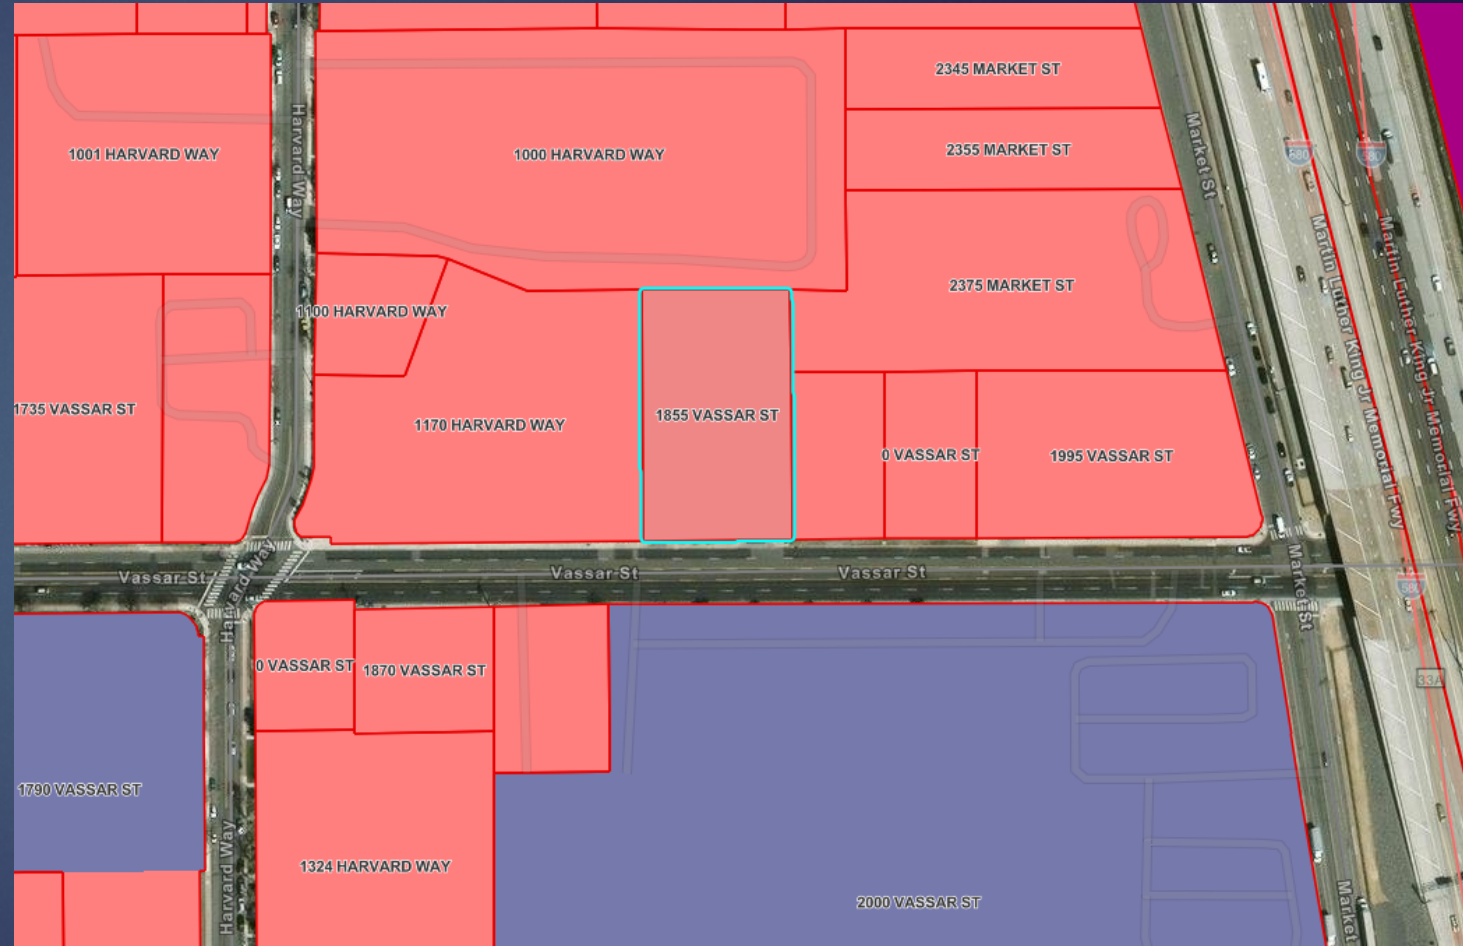 2345 MARKET ST
Harvard Way
Market St
1001 HARVARD WAY
1000 HARVARD WAY
2355 MARKET ST
680
580
Martin Luther King Jr Memorial Fwy
Martin Luther King Jr Memorial Fwy
2375 MARKET ST
1100 HARVARD WAY
1735 VASSAR ST
1170 HARVARD WAY
1855 VASSAR ST
0 VASSAR ST
1995 VASSAR ST
Vassar St
Harvard Way
Vassar St
Vassar St
Market St
580
0 VASSAR ST
1870 VASSAR ST
33A
1790 VASSAR ST
Harvard Way
1324 HARVARD WAY
2000 VASSAR ST
Market